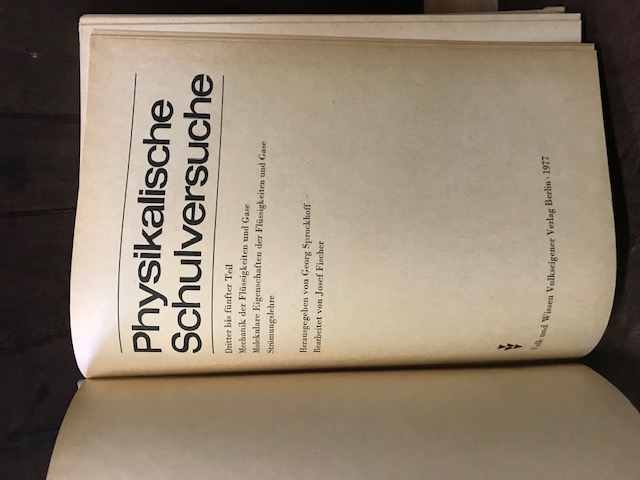 Physikalische
Schulversuche
Dritter bis fünfter Teil
Mechanik der Flüssigkeiten und Gase
Molekulare Eigenschaften der Flüssigkeiten und Gase
Strömungslehre
Herausgegeben von Georg Sprockhoff
Bearbeitet von Josef Fischer
Volk und Wissen Volkseigener Verlag Berlin · 1977